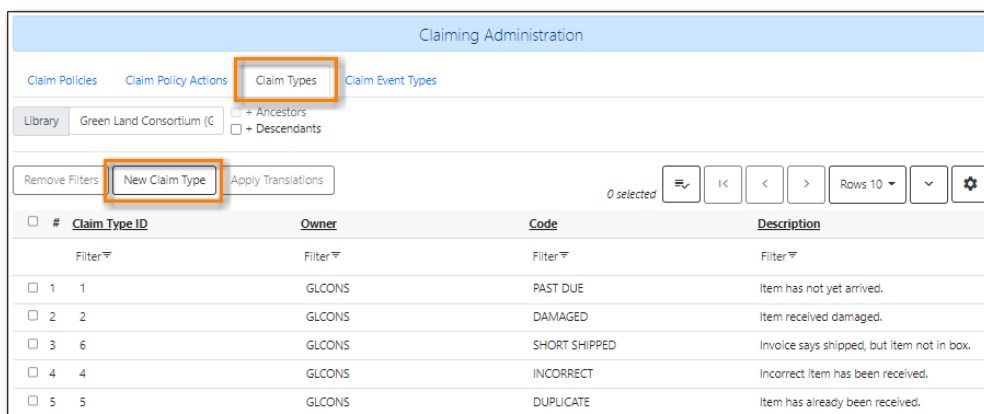 Claiming Administration
Claim Policies Claim Policy Actions Claim Types Claim Event Types
Library Green Land Consortium (G + Ancestors
+ Descendants
Remove Filters New Claim Type Apply Translations 0 selected Rows 10
# Claim Type ID Owner Code Description
Filter Filter Filter Filter
1 1 GLCONS PAST DUE Item has not yet arrived.
2 2 GLCONS DAMAGED Item received damaged.
3 6 GLCONS SHORT SHIPPED Invoice says shipped, but item not in box.
4 4 GLCONS INCORRECT Incorrect item has been received.
5 5 GLCONS DUPLICATE Item has already been received.